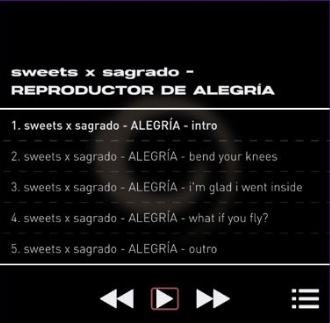 sweets x sagrado -
REPRODUCTOR DE ALEGRÍA
1. sweets x sagrado - ALEGRÍA - intro
2. sweets x sagrado - ALEGRÍA - bend your knees
3. sweets x sagrado - ALEGRÍA - i'm glad i went inside
4. sweets x sagrado - ALEGRÍA - what if you fly?
5. sweets x sagrado - ALEGRÍA - outro